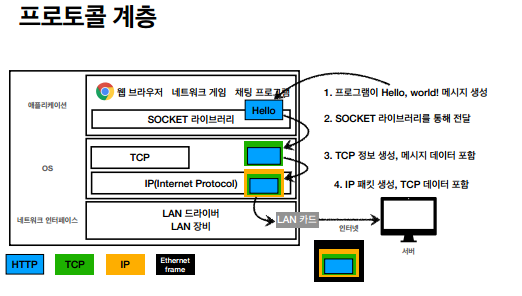 프로토콜 계층
웹 브라우저 네트워크 게임 채팅 프로그램
애플리케이션
Hello
SOCKET 라이브러리
1. 프로그램이 Hello, world! 메시지 생성
2. SOCKET 라이브러리를 통해 전달
OS
TCP
3. TCP 정보 생성, 메시지 데이터 포함
IP(Internet Protocol)
4. IP 패킷 생성, TCP 데이터 포함
네트워크 인터페이스
LAN 드라이버
LAN 장비
LAN 카드
인터넷
서버
HTTP
TCP
IP
Ethernet
frame